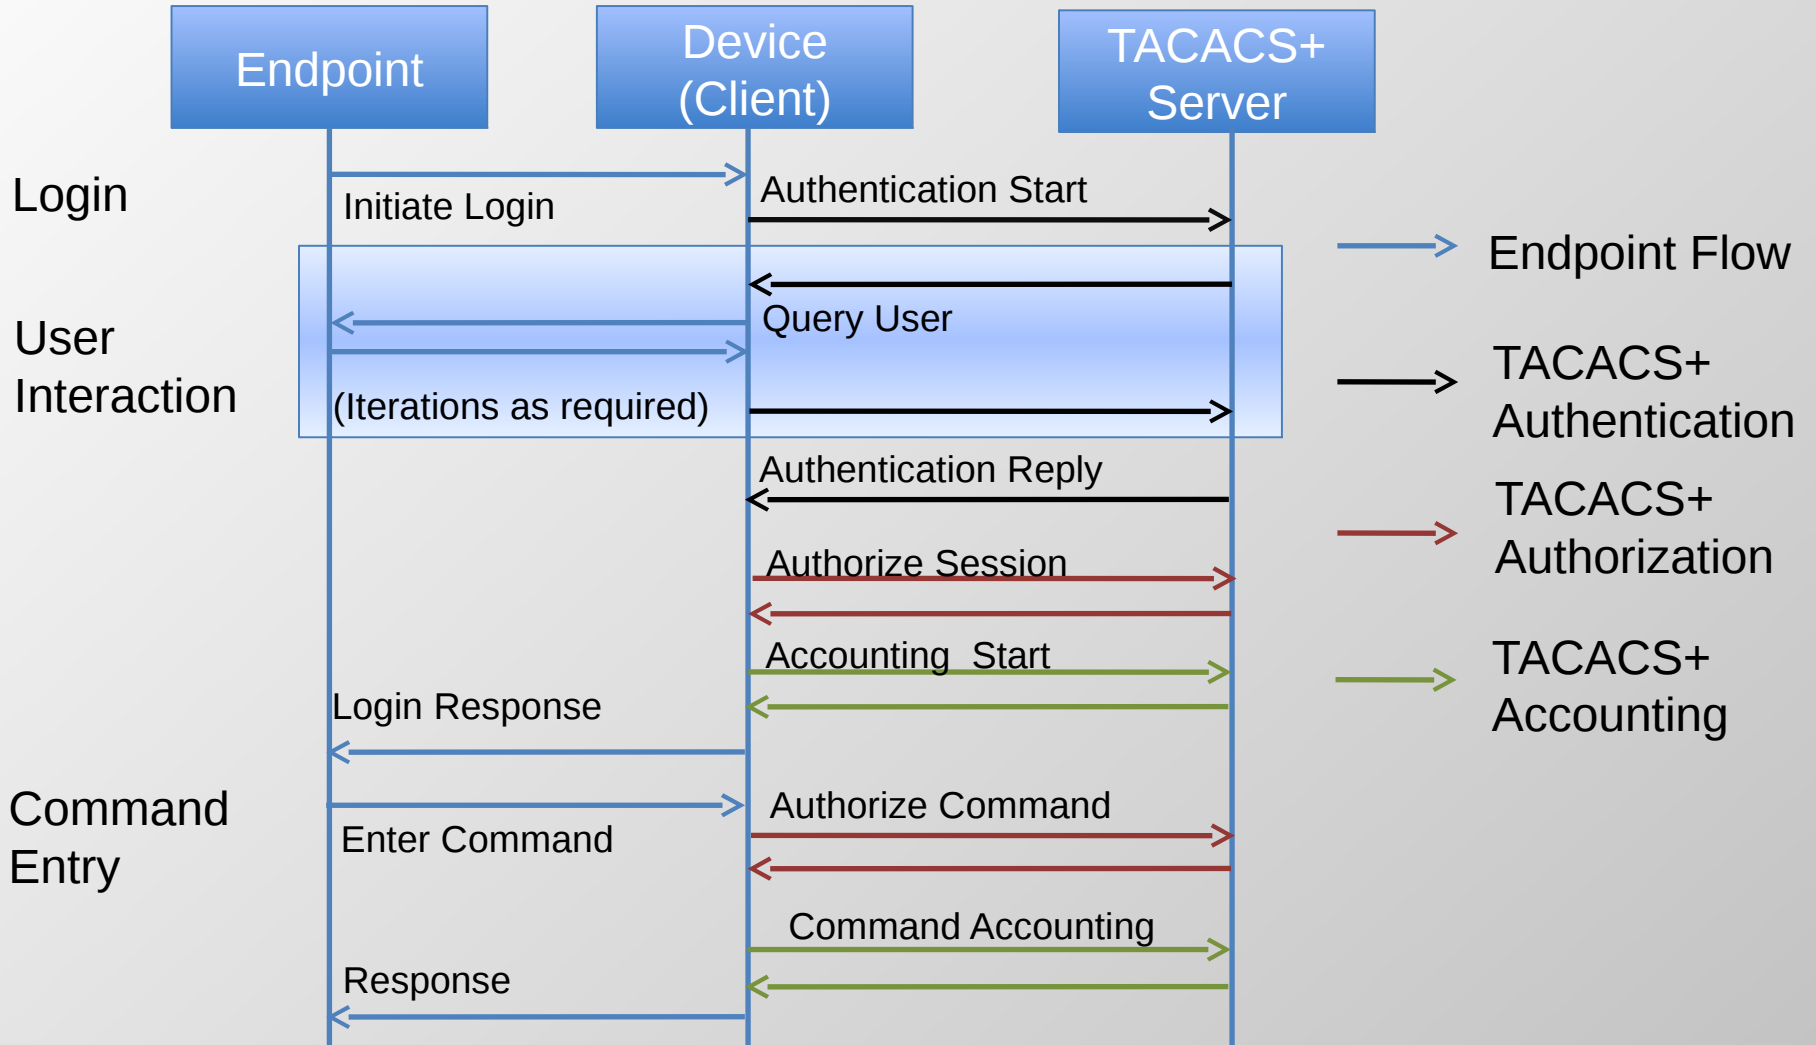 Endpoint
Device
(Client)
TACACS+
Server
Login
Initiate Login
Authentication Start
Endpoint Flow
User
Interaction
Query User
(Iterations as required)
TACACS+
Authentication
Authentication Reply
TACACS+
Authorization
Authorize Session
Accounting  Start
TACACS+
Accounting
Login Response
Command
Entry
Enter Command
Authorize Command
Command Accounting
Response